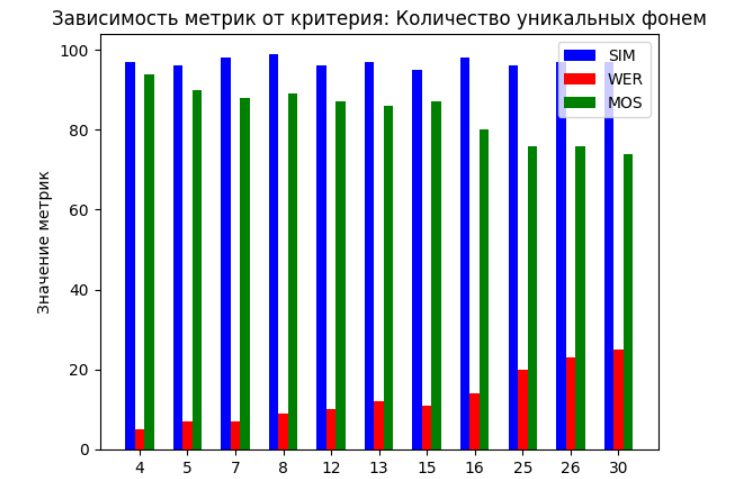 Зависимость метрик от критерия: Количество уникальных фонем
SIM
WER
MOS
Значение метрик
100
80
60
40
20
0
4 5 7 8 12 13 15 16 25 26 30